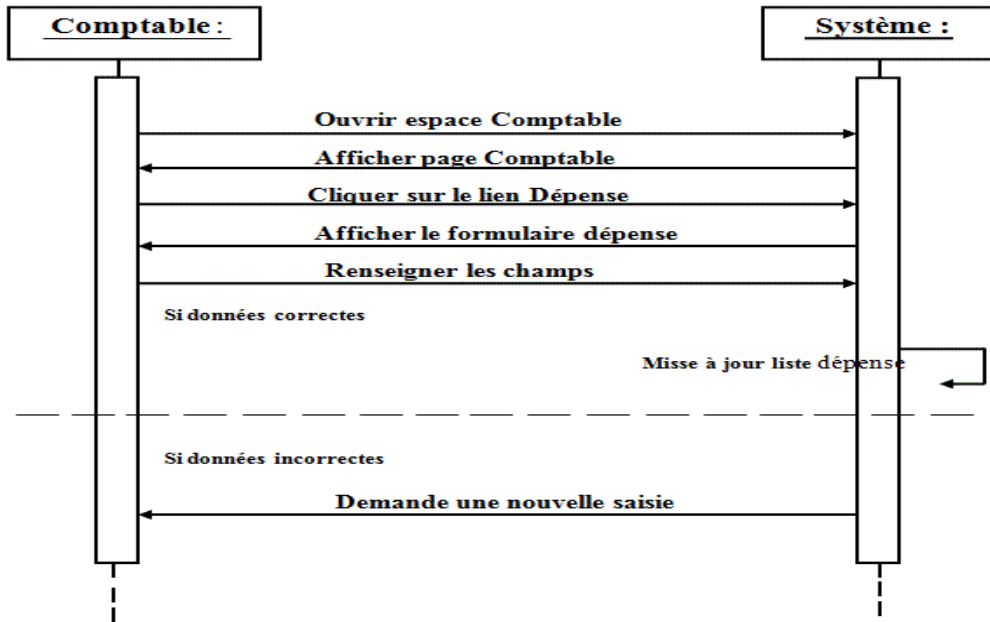 Comptable :
Système :
Ouvrir espace Comptable
Afficher page Comptable
Cliquer sur le lien Dépense
Afficher le formulaire dépense
Renseigner les champs
Si données correctes
Misse à jour liste dépense
Si données incorrectes
Demande une nouvelle saisie